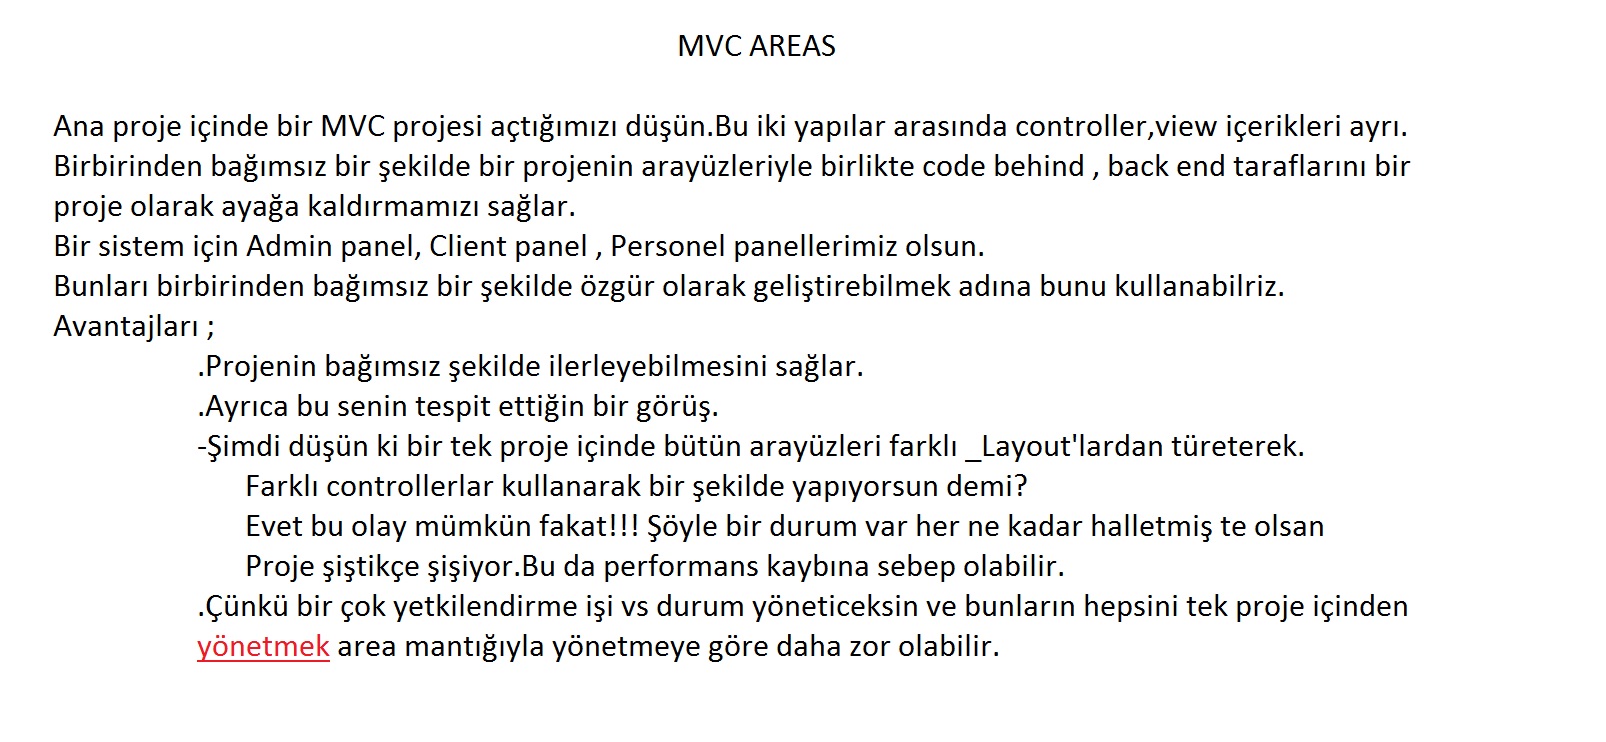 MVC AREAS
Ana proje içinde bir MVC projesi açtığımızı düşün.Bu iki yapılar arasında controller,view içerikleri ayrı.
Birbirinden bağımsız bir şekilde bir projenin arayüzleriyle birlikte code behind , back end taraflarını bir
proje olarak ayağa kaldırmamızı sağlar.
Bir sistem için Admin panel, Client panel , Personel panellerimiz olsun.
Bunları birbirinden bağımsız bir şekilde özgür olarak geliştirebilmek adına bunu kullanabilriz.
Avantajları ;
.Projenin bağımsız şekilde ilerleyebilmesini sağlar.
.Ayrıca bu senin tespit ettiğin bir görüş.
-Şimdi düşün ki bir tek proje içinde bütün arayüzleri farklı _Layout'lardan türeterek.
Farklı controllerlar kullanarak bir şekilde yapıyorsun demi?
Evet bu olay mümkün fakat!!! Şöyle bir durum var her ne kadar halletmiş te olsan
Proje şiştikçe şişiyor.Bu da performans kaybına sebep olabilir.
.Çünkü bir çok yetkilendirme işi vs durum yöneticeksin ve bunların hepsini tek proje içinden
yönetmek area mantığıyla yönetmeye göre daha zor olabilir.